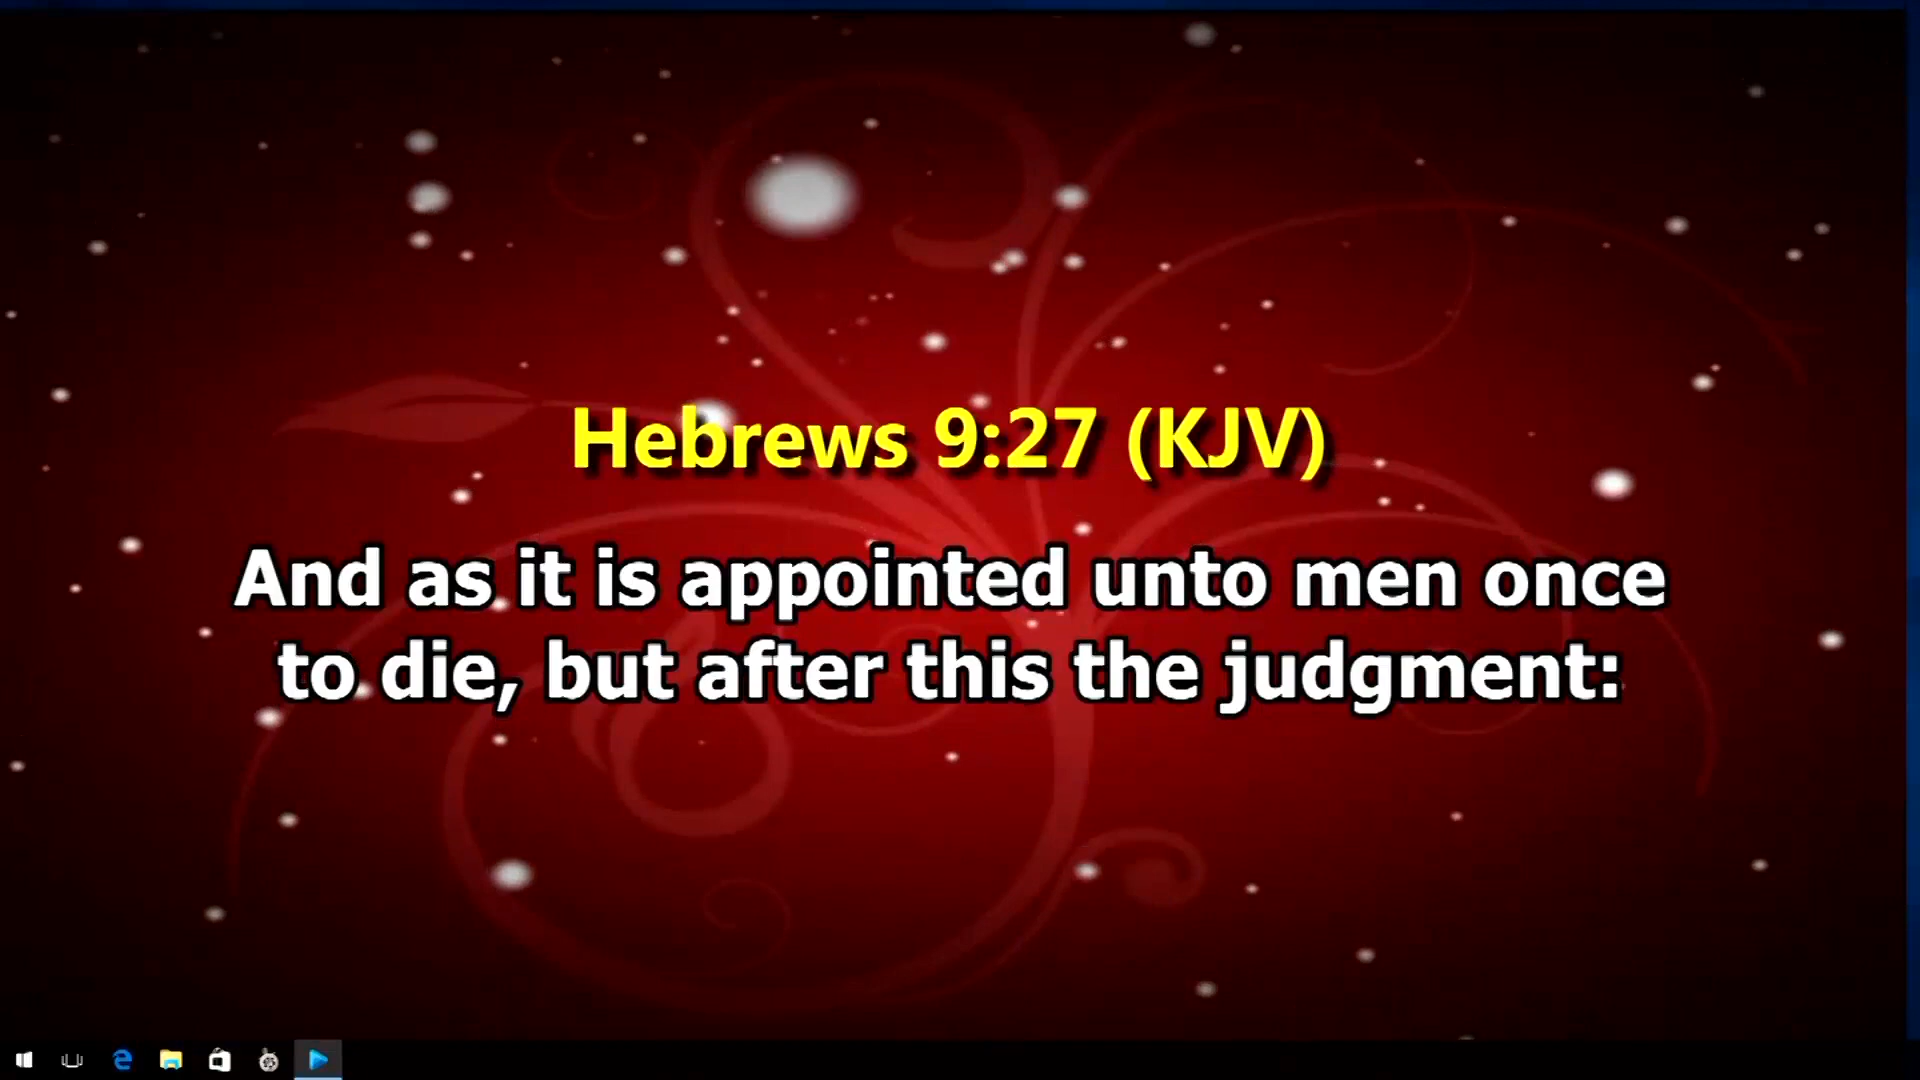 Hebrews 9:27 (KJV)
And as it is appointed unto men once
to die, but after this the judgment: